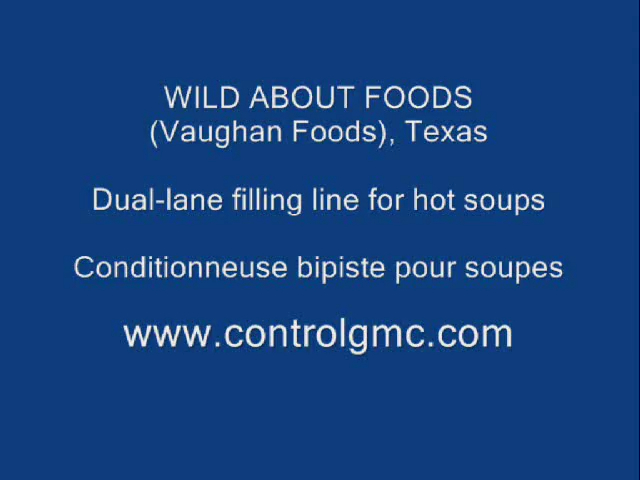 WILD ABOUT FOODS
(Vaughan Foods), Texas
Dual-lane filling line for hot soups
Conditionneuse bipiste pour soupes
www.controlgmc.com